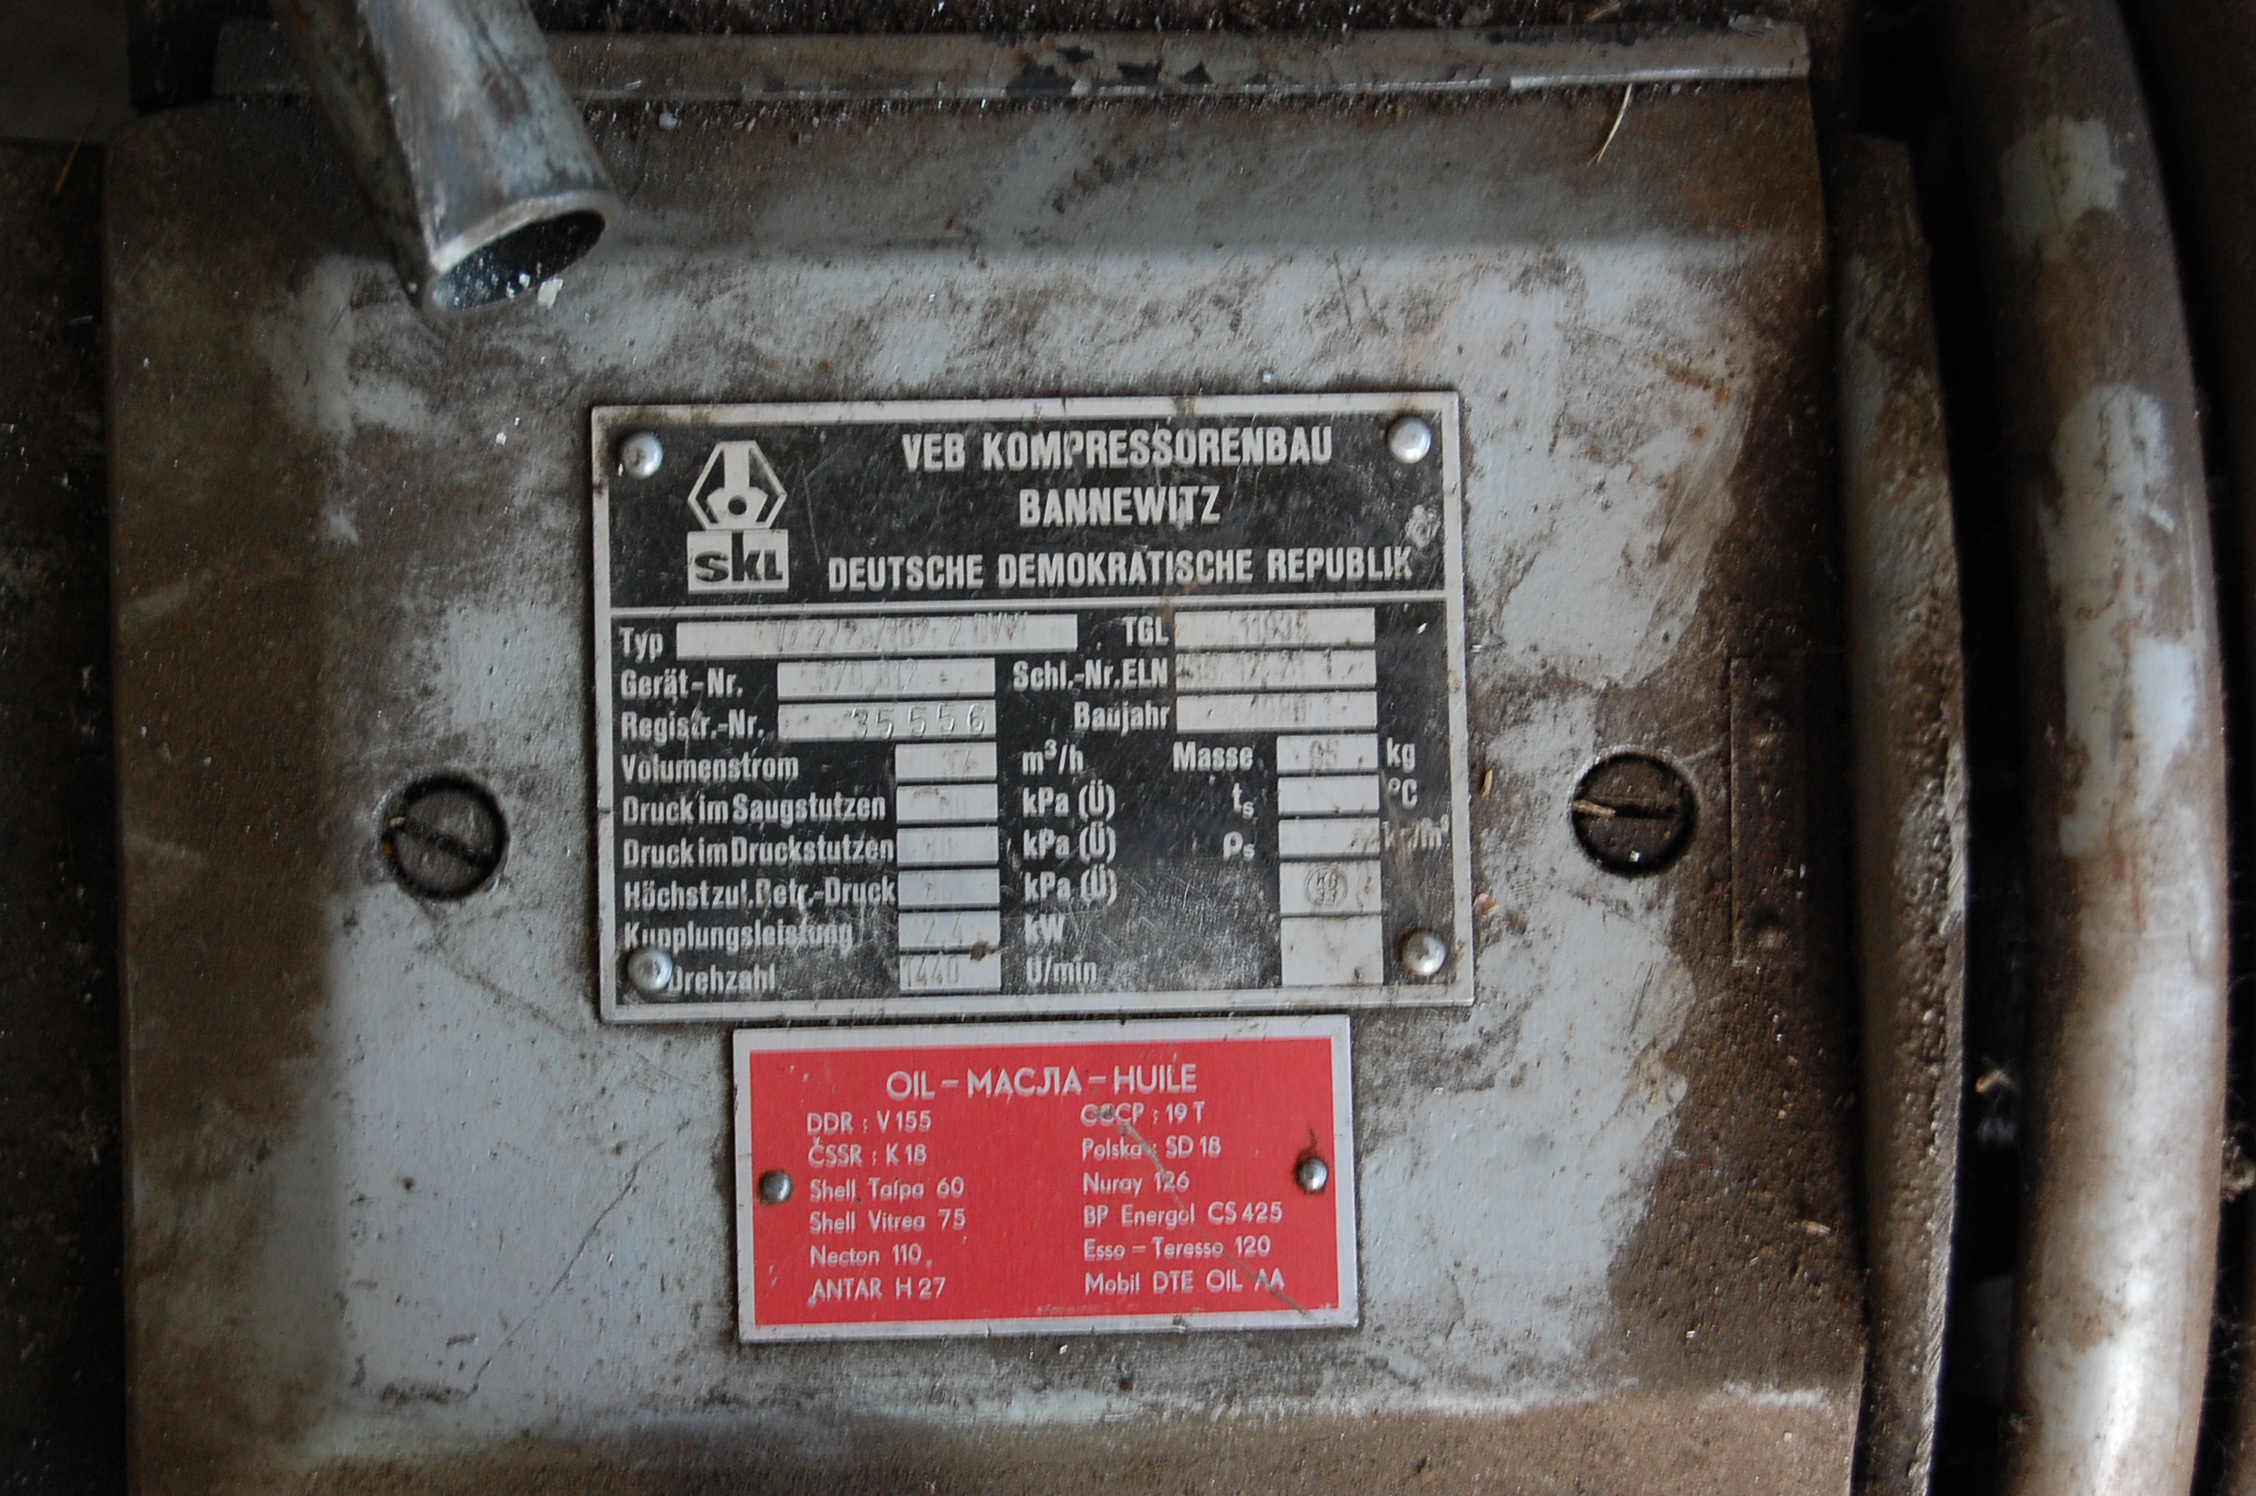 VEB KOMPRESSORENBAU
BANNEWITZ
DEUTSCHE DEMOKRATISCHE REPUBLIK
SKL
Typ TGL
Gerät-Nr. Schl.-Nr. ELN
Registr.-Nr. 35556 Baujahr
Volumenstrom m³/h Masse kg
Druck im Saugstutzen kPa (Ü) ts °C
Druck im Druckstutzen kPa (Ü) ρs
Höchstzul. Betr.-Druck kPa (Ü)
Kupplungsleistung kW
Drehzahl 1440 U/min
OIL – МАСЛА – HUILE
DDR : V 155
ČSSR : K 18
Shell Talpa 60
Shell Vitrea 75
Necton 110
ANTAR H 27
CCCP : 19 T
Polska : SD 18
Nuray 126
BP Energol CS 425
Esso – Teresso 120
Mobil DTE OIL AA